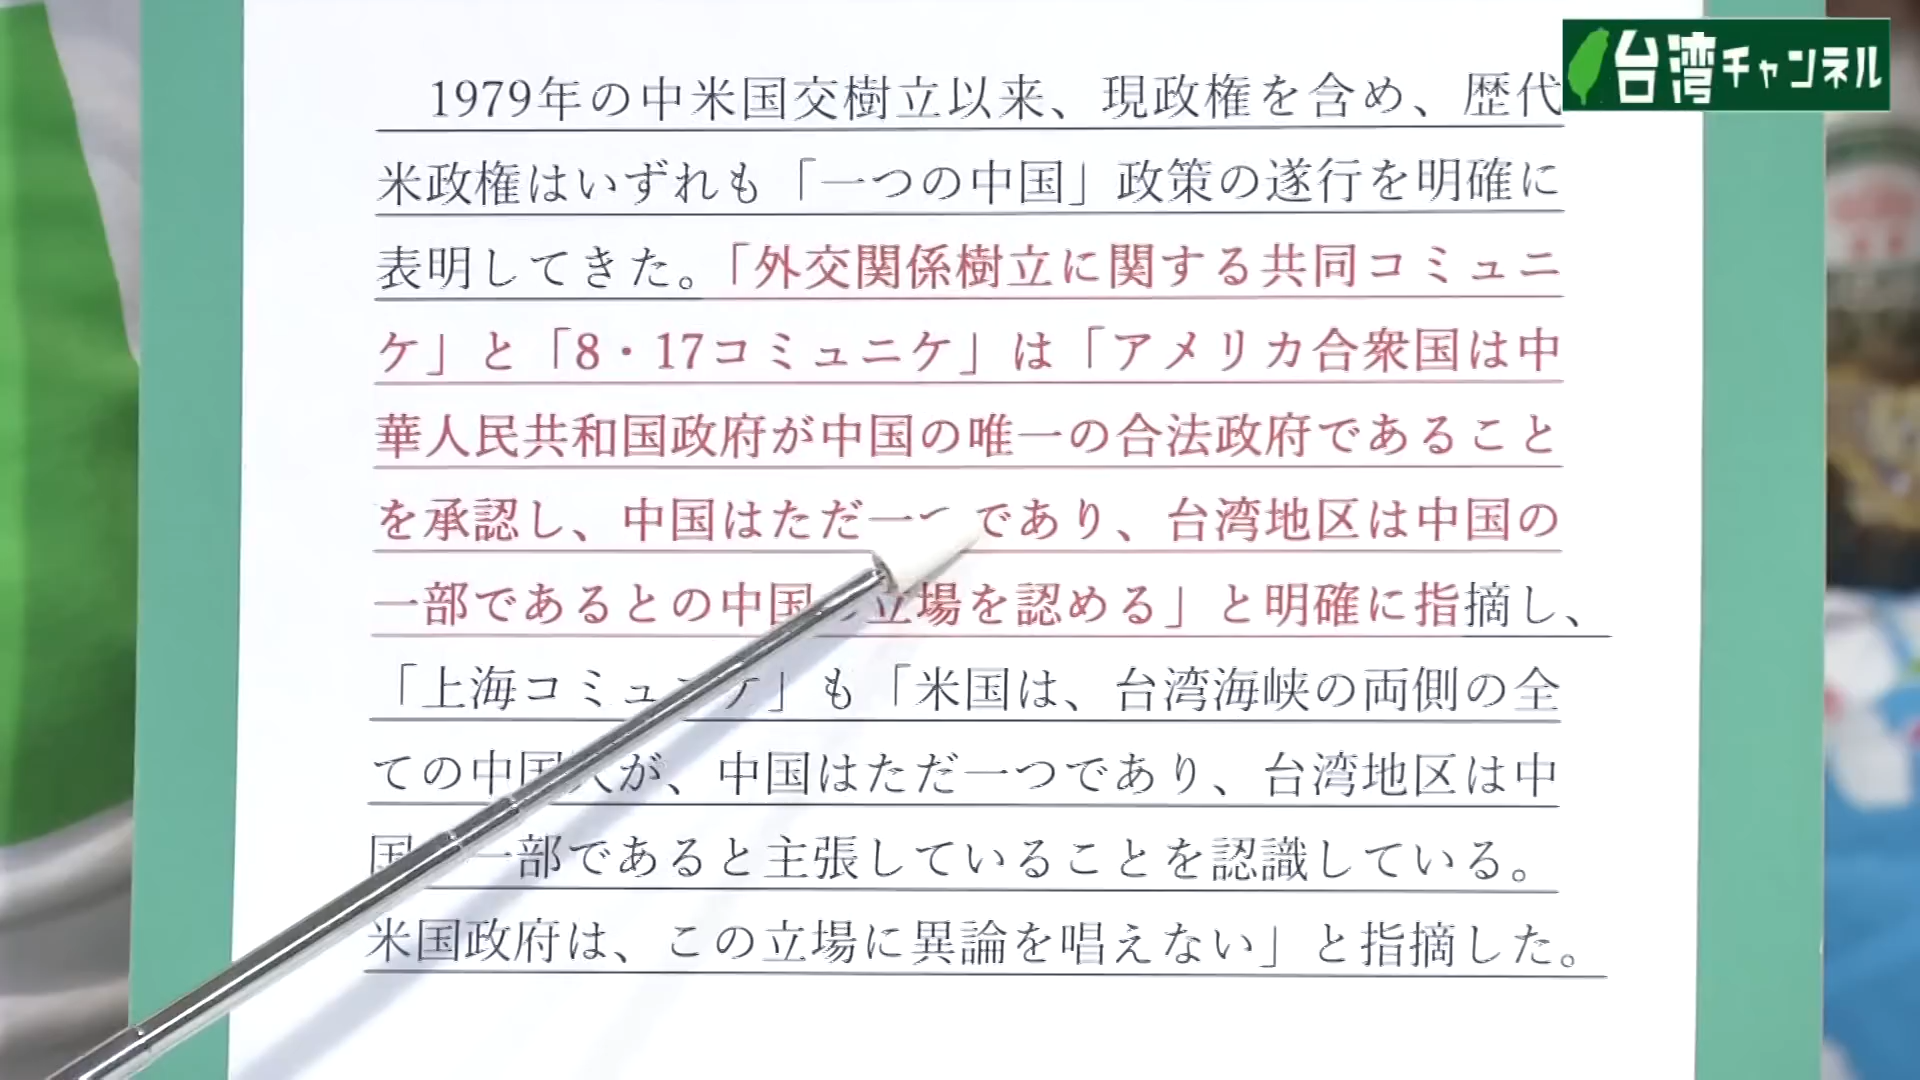 台湾チャンネル
1979年の中米国交樹立以来、現政権を含め、歴代
米政権はいずれも「一つの中国」政策の遂行を明確に
表明してきた。「外交関係樹立に関する共同コミュニ
ケ」と「8・17コミュニケ」は「アメリカ合衆国は中
華人民共和国政府が中国の唯一の合法政府であること
を承認し、中国はただ一つであり、台湾地区は中国の
一部であるとの中国 立場を認める」と明確に指摘し、
「上海コミュ ケ」も「米国は、台湾海峡の両側の全
ての中国人が、中国はただ一つであり、台湾地区は中
国 一部であると主張していることを認識している。
米国政府は、この立場に異論を唱えない」と指摘した。